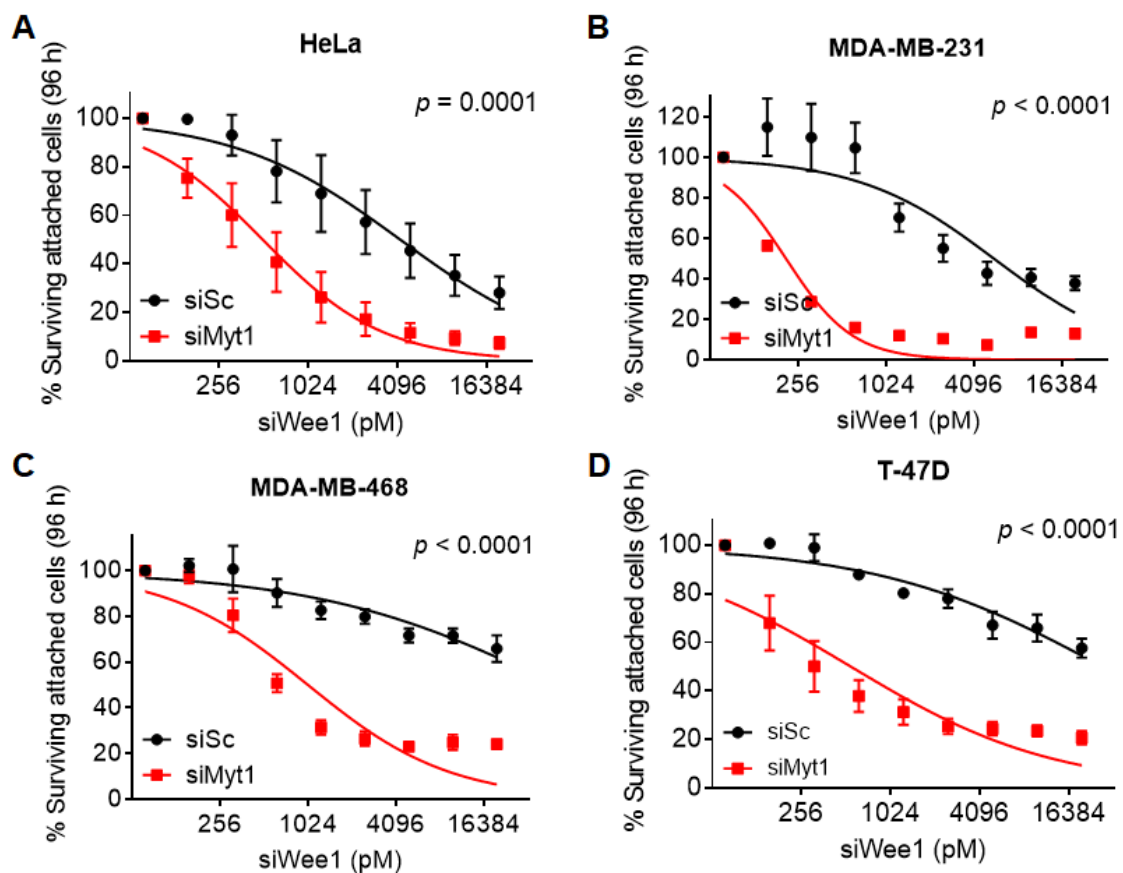 A
HeLa
% Surviving attached cells (96 h)
p = 0.0001
100
80
60
40
20
0
siSc
siMyt1
256
1024
4096
16384
siWee1 (pM)
B
MDA-MB-231
% Surviving attached cells (96 h)
p < 0.0001
120
100
80
60
40
20
0
siSc
siMyt1
256
1024
4096
16384
siWee1 (pM)
C
MDA-MB-468
% Surviving attached cells (96 h)
p < 0.0001
100
80
60
40
20
0
siSc
siMyt1
256
1024
4096
16384
siWee1 (pM)
D
T-47D
% Surviving attached cells (96 h)
p < 0.0001
100
80
60
40
20
0
siSc
siMyt1
256
1024
4096
16384
siWee1 (pM)